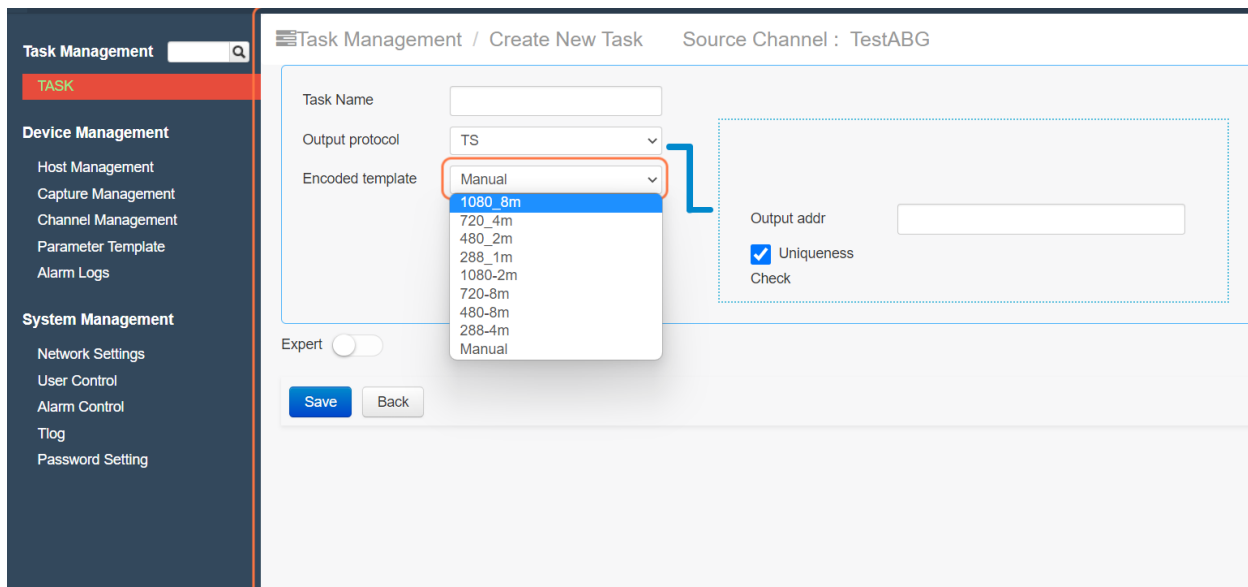 Task Management
TASK
Device Management
Host Management
Capture Management
Channel Management
Parameter Template
Alarm Logs
System Management
Network Settings
User Control
Alarm Control
Tlog
Password Setting
Task Management / Create New Task Source Channel : TestABG
Task Name
Output protocol TS
Encoded template Manual
1080_8m
720_4m
480_2m
288_1m
1080-2m
720-8m
480-8m
288-4m
Manual
Output addr
Uniqueness
Check
Expert
Save Back